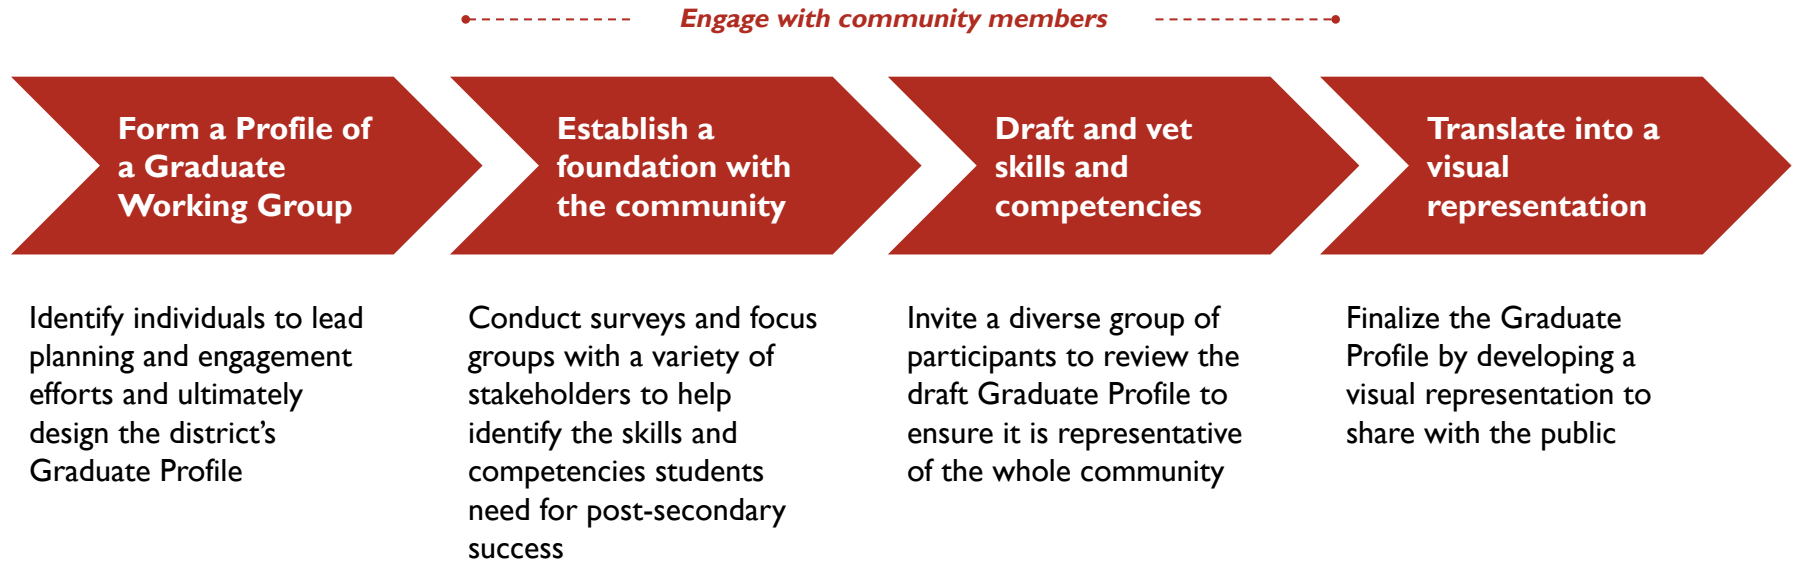 Engage with community members
Form a Profile of
a Graduate
Working Group
Establish a
foundation with
the community
Draft and vet
skills and
competencies
Translate into a
visual
representation
Identify individuals to lead
planning and engagement
efforts and ultimately
design the district’s
Graduate Profile
Conduct surveys and focus
groups with a variety of
stakeholders to help
identify the skills and
competencies students
need for post-secondary
success
Invite a diverse group of
participants to review the
draft Graduate Profile to
ensure it is representative
of the whole community
Finalize the Graduate
Profile by developing a
visual representation to
share with the public